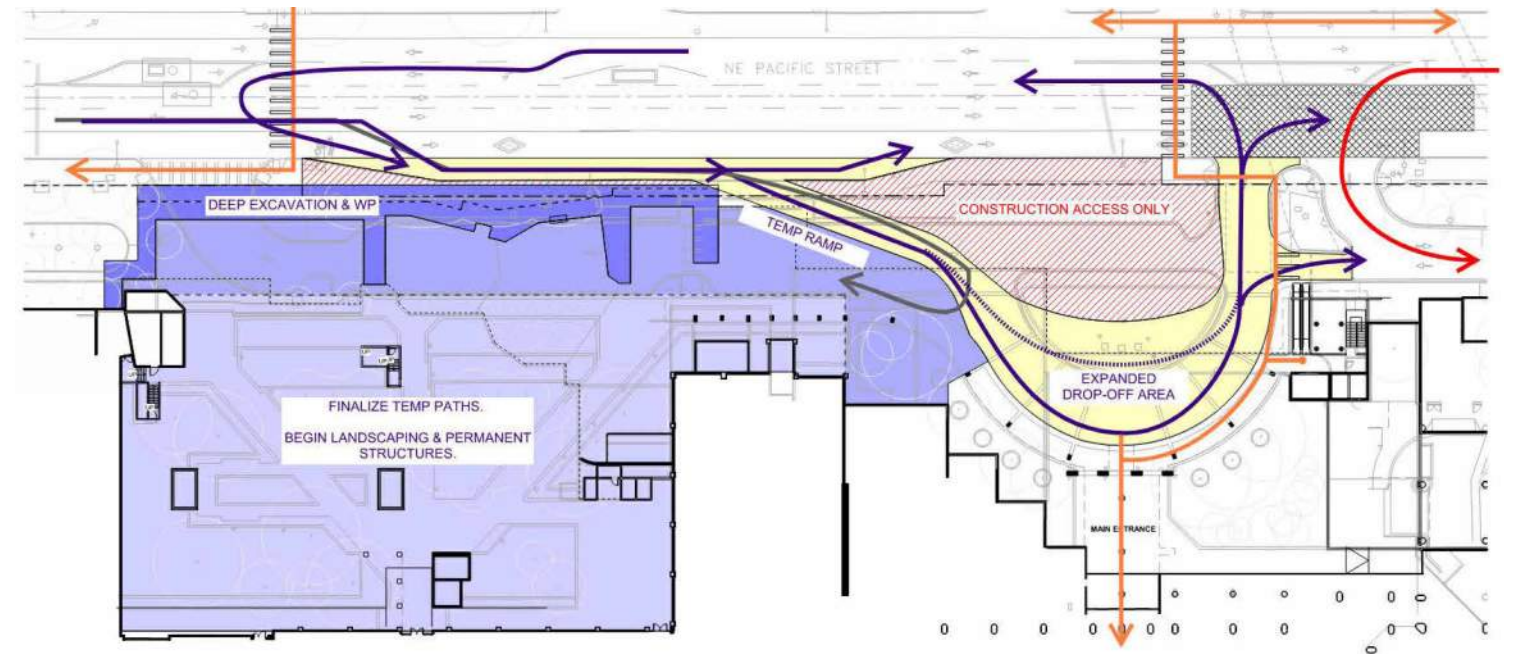 NE PACIFIC STREET
DEEP EXCAVATION & WP
CONSTRUCTION ACCESS ONLY
TEMP RAMP
EXPANDED
DROP-OFF AREA
FINALIZE TEMP PATHS.
BEGIN LANDSCAPING & PERMANENT
STRUCTURES.
MAIN ENTRANCE